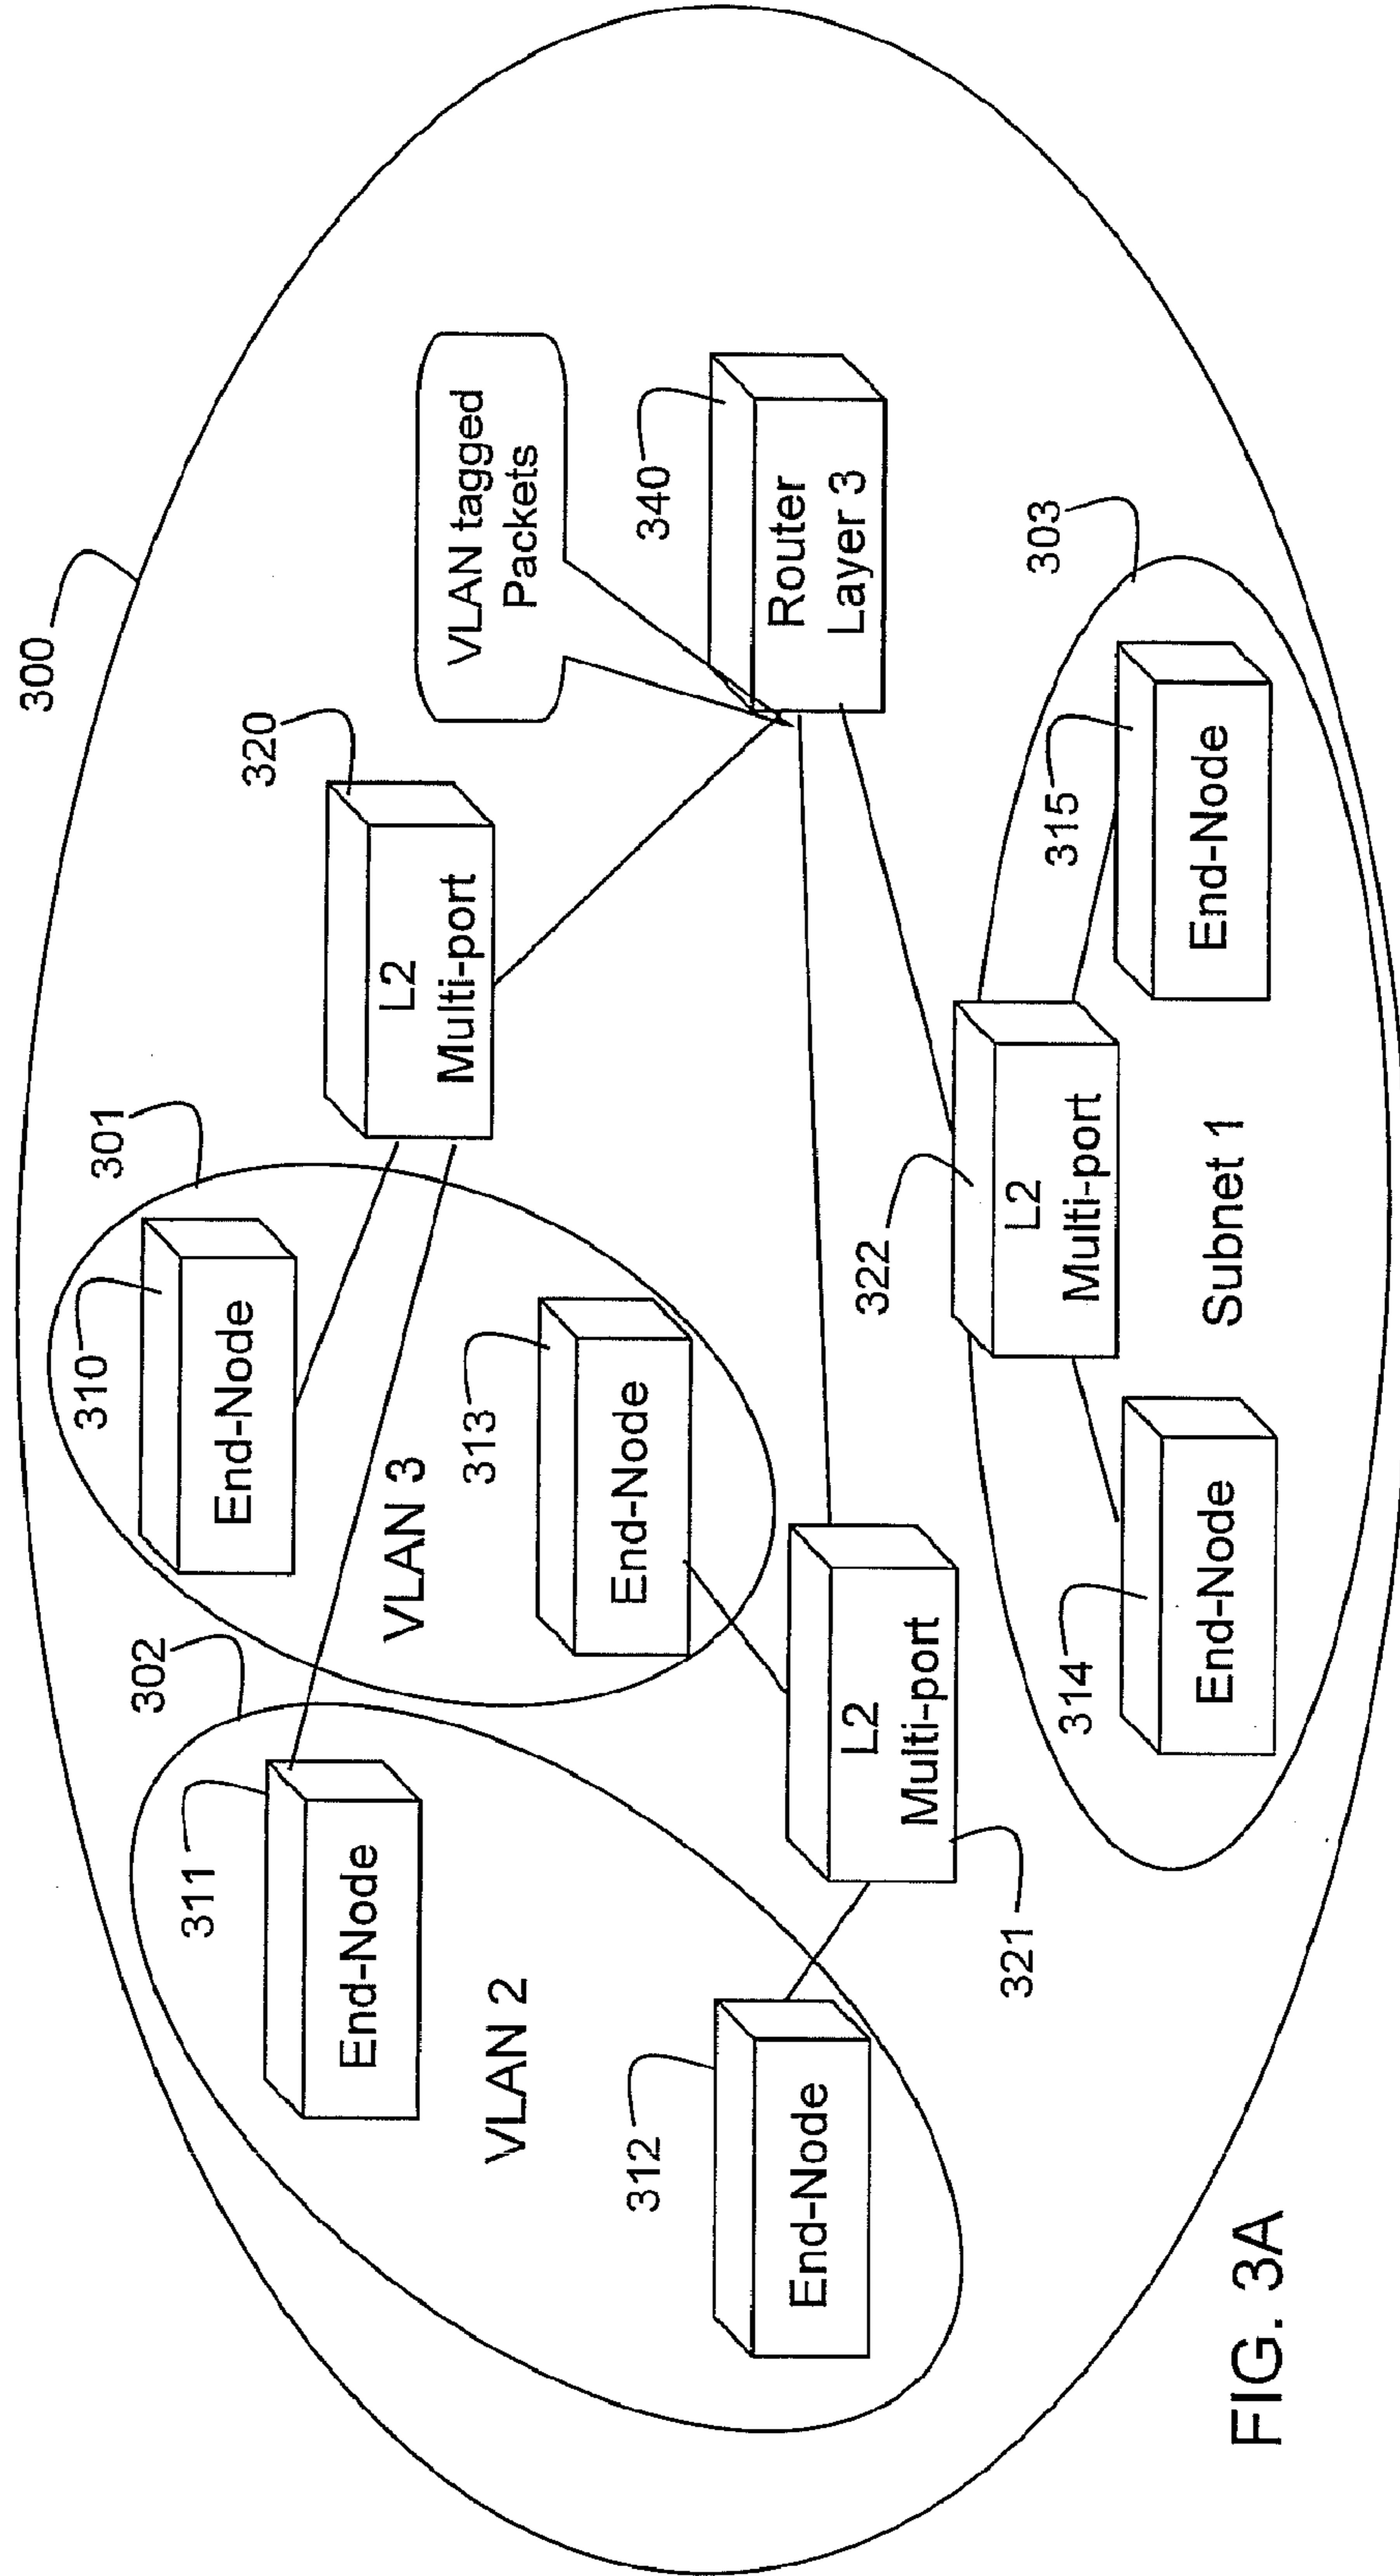 300
320
VLAN tagged
Packets
301
310
End-Node
L2
Multi-port
340
Router
Layer 3
302
VLAN 3
313
End-Node
311
End-Node
VLAN 2
312
End-Node
L2
Multi-port
321
322
L2
Multi-port
303
315
End-Node
314
End-Node
Subnet 1
FIG. 3A